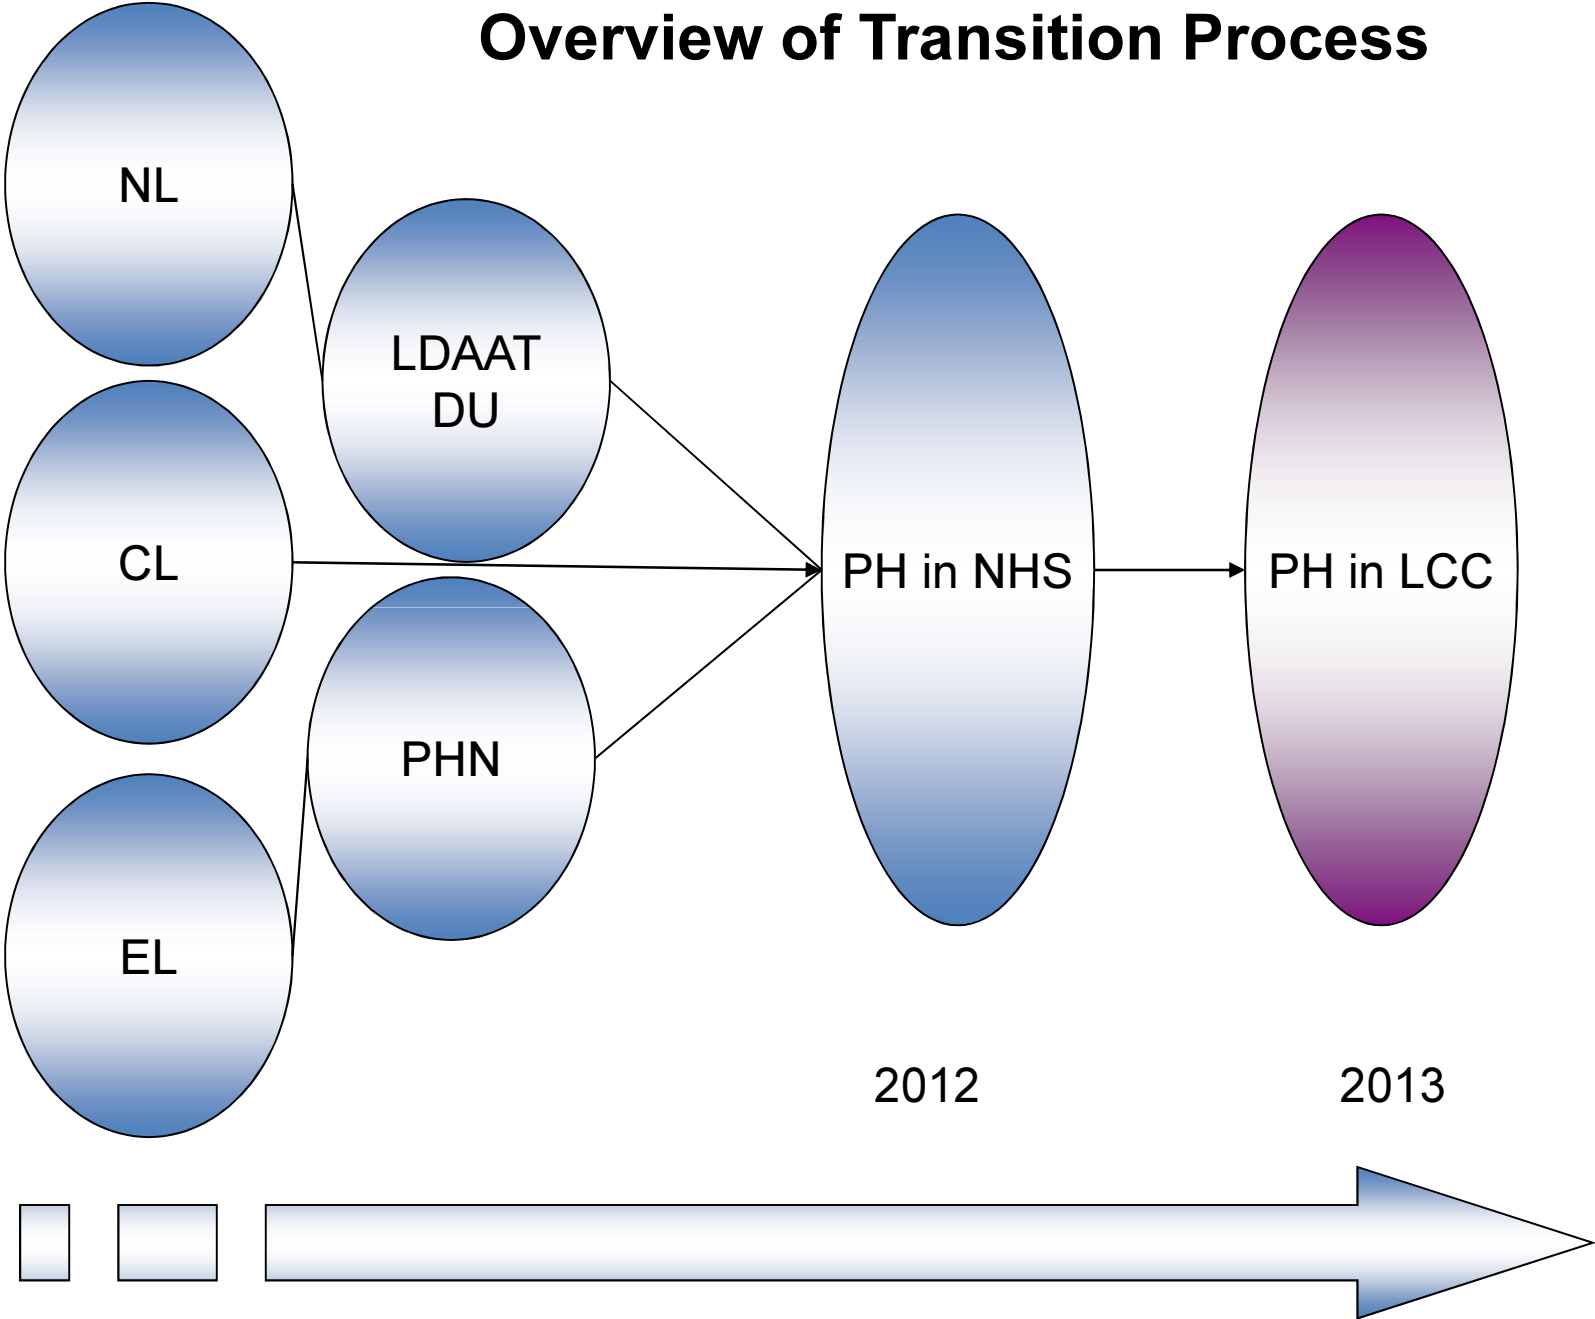 Overview of Transition Process
NL
LDAAT
DU
CL
PH in NHS
PH in LCC
PHN
EL
2012
2013